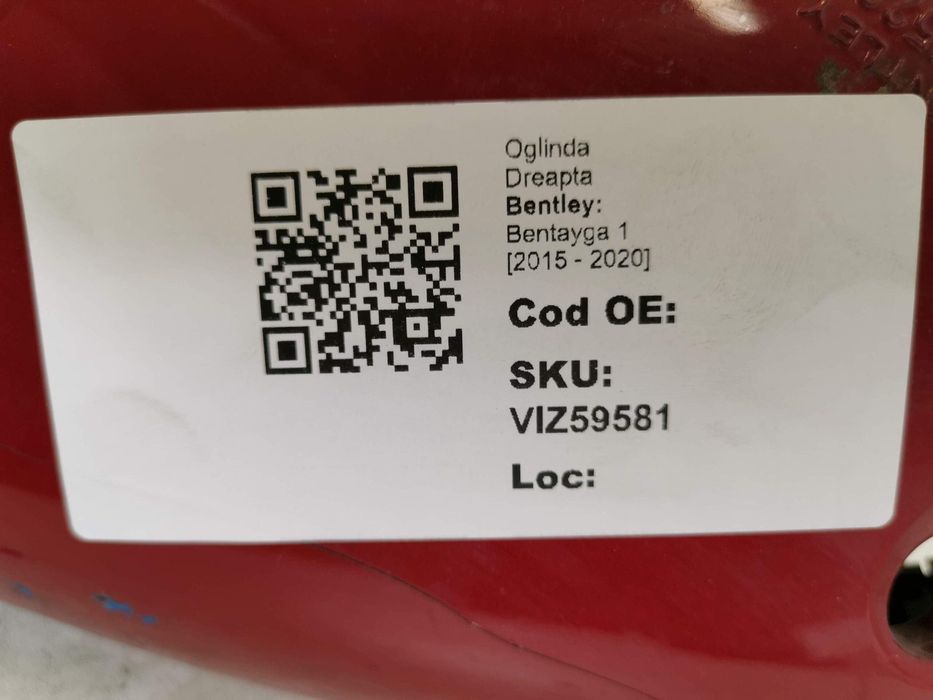 Oglinda
Dreapta
Bentley:
Bentayga 1
[2015 - 2020]
Cod OE:
SKU:
VIZ59581
Loc: